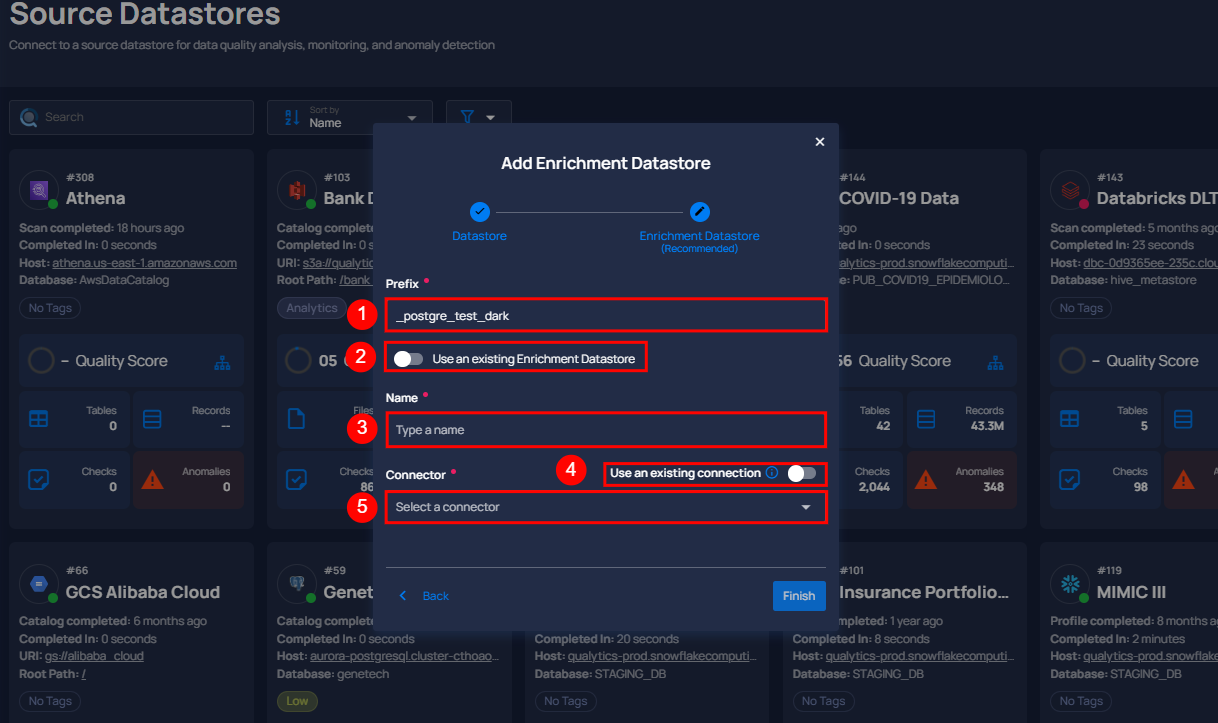 Source Datastores
Connect to a source datastore for data quality analysis, monitoring, and anomaly detection
Search
Sort by
Name
Add Enrichment Datastore
Datastore
Enrichment Datastore
(Recommended)
Prefix *
1
_postgre_test_dark
2
Use an existing Enrichment Datastore
Name *
3
Type a name
Connector *
4
Use an existing connection
5
Select a connector
Back
Finish
#308
Athena
Scan completed: 18 hours ago
Completed In: 0 seconds
Host: athena.us-east-1.amazonaws.com
Database: AwsDataCatalog
No Tags
– Quality Score
Tables
0
Records
--
Checks
0
Anomalies
0
#103
Bank
Catalog complete
Completed In: 0 s
URI: s3a://qualytic
Root Path: /bank_
Analytics
05
Files
Checks
86
#144
COVID-19 Data
ago
ed In: 0 seconds
alytics-prod.snowflakecomputi...
e: PUB_COVID19_EPIDEMIOLO...
56 Quality Score
Tables
42
Records
43.3M
Checks
2,044
Anomalies
348
#143
Databricks DLT
Scan completed: 5 months ago
Completed In: 23 seconds
Host: dbc-0d9365ee-235c.clou
Database: hive_metastore
No Tags
– Quality Score
Tables
5
Checks
98
#66
GCS Alibaba Cloud
Catalog completed: 6 months ago
Completed In: 0 seconds
URI: gs://alibaba_cloud
Root Path: /
No Tags
#59
Genet
Catalog complete
Completed In: 0 s
Host: aurora-postgresql.cluster-cthoao...
Database: genetech
Low
Completed In: 20 seconds
Host: qualytics-prod.snowflakecomputi...
Database: STAGING_DB
No Tags
#101
Insurance Portfolio...
mpleted: 1 year ago
Completed In: 8 seconds
Host: qualytics-prod.snowflakecomputi...
Database: STAGING_DB
No Tags
#119
MIMIC III
Profile completed: 8 months ag
Completed In: 2 minutes
Host: qualytics-prod.snowflakecomputi
Database: STAGING_DB
No Tags